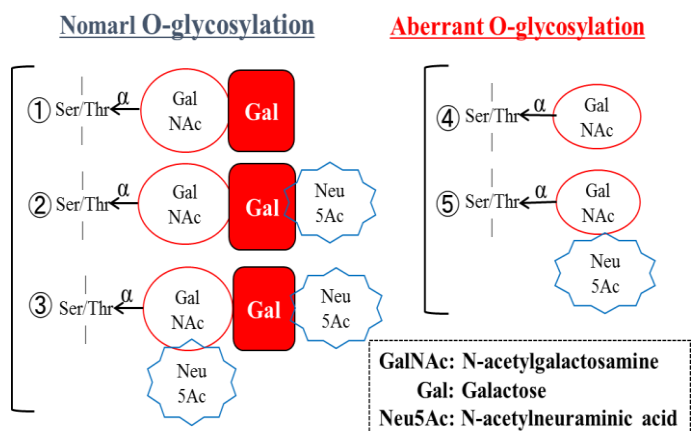 Nomarl O-glycosylation
Aberrant O-glycosylation
① Ser/Thr α Gal NAc Gal
② Ser/Thr α Gal NAc Gal Neu 5Ac
③ Ser/Thr α Gal NAc Gal Neu 5Ac
Neu 5Ac
④ Ser/Thr α Gal NAc
⑤ Ser/Thr α Gal NAc
Neu 5Ac
GalNAc: N-acetylgalactosamine
Gal: Galactose
Neu5Ac: N-acetylneuraminic acid